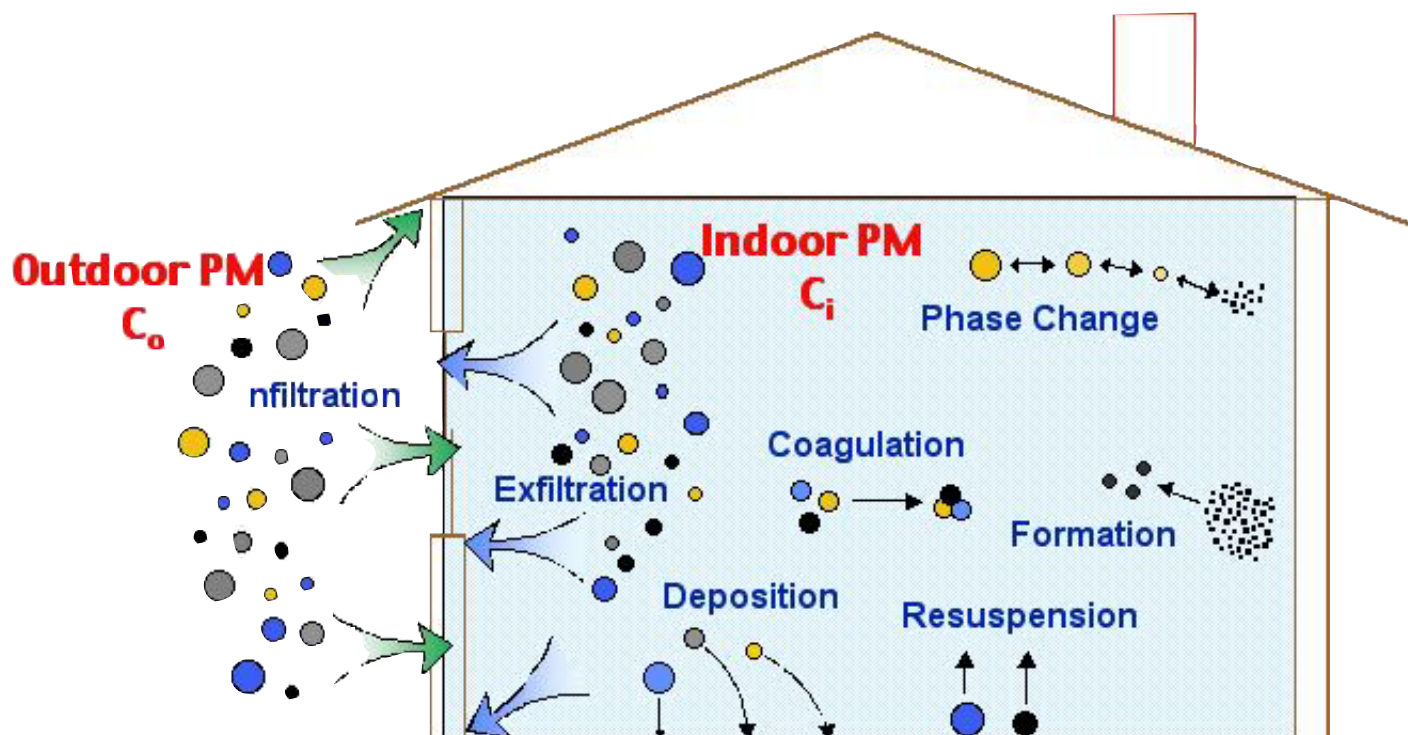 Outdoor PM
Co
Indoor PM
Ci
Phase Change
nfiltration
Coagulation
Exfiltration
Formation
Deposition
Resuspension